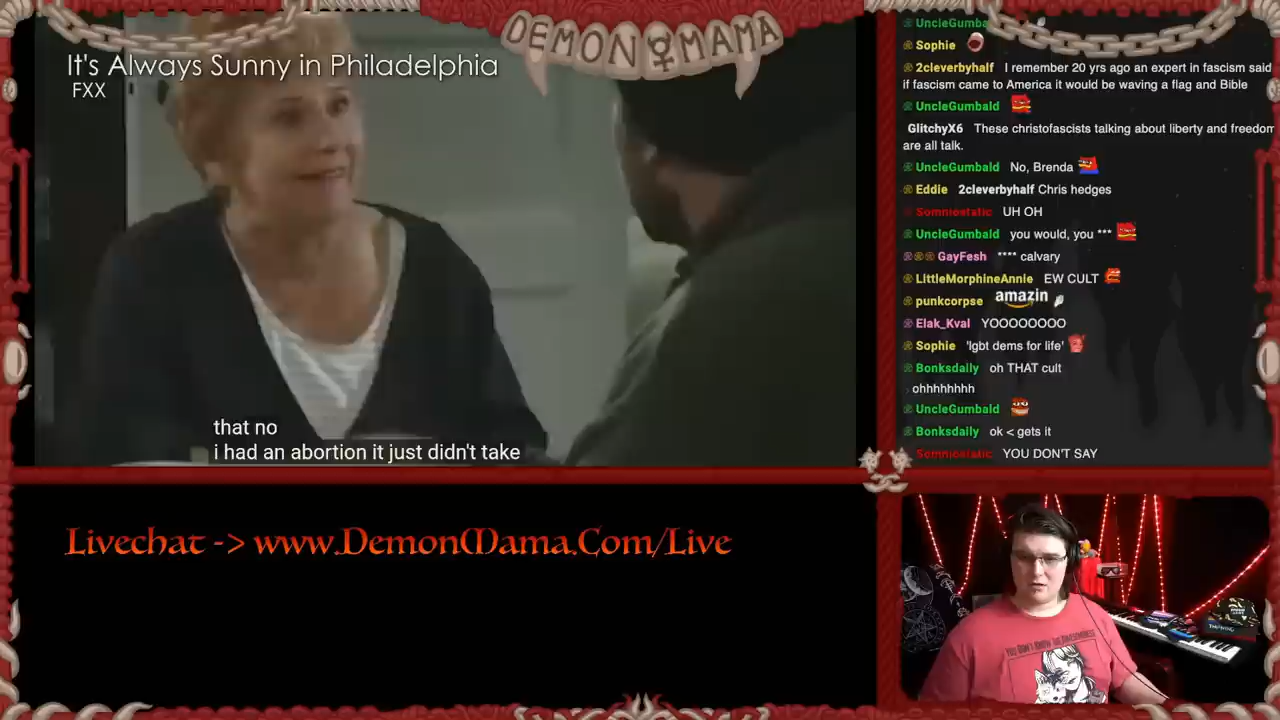 DEMON MAMA
It's Always Sunny in Philadelphia
FXX
that no
i had an abortion it just didn't take
UncleGumba
Sophie
2cleverbyhalf I remember 20 yrs ago an expert in fascism said
if fascism came to America it would be waving a flag and Bible
UncleGumbald
GlitchyX6 These christofascists talking about liberty and freedom
are all talk.
UncleGumbald No, Brenda
Eddie 2cleverbyhalf Chris hedges
Somniostatic UH OH
UncleGumbald you would, you ***
GayFesh **** calvary
LittleMorphineAnnie EW CULT
punkcorpse amazin
Elak_Kval YOOOOOOOO
Sophie 'lgbt dems for life'
Bonksdaily oh THAT cult
: ohhhhhhhh
UncleGumbald
Bonksdaily ok < gets it
Somniostatic YOU DON'T SAY
Livechat -> www.DemonMama.Com/Live